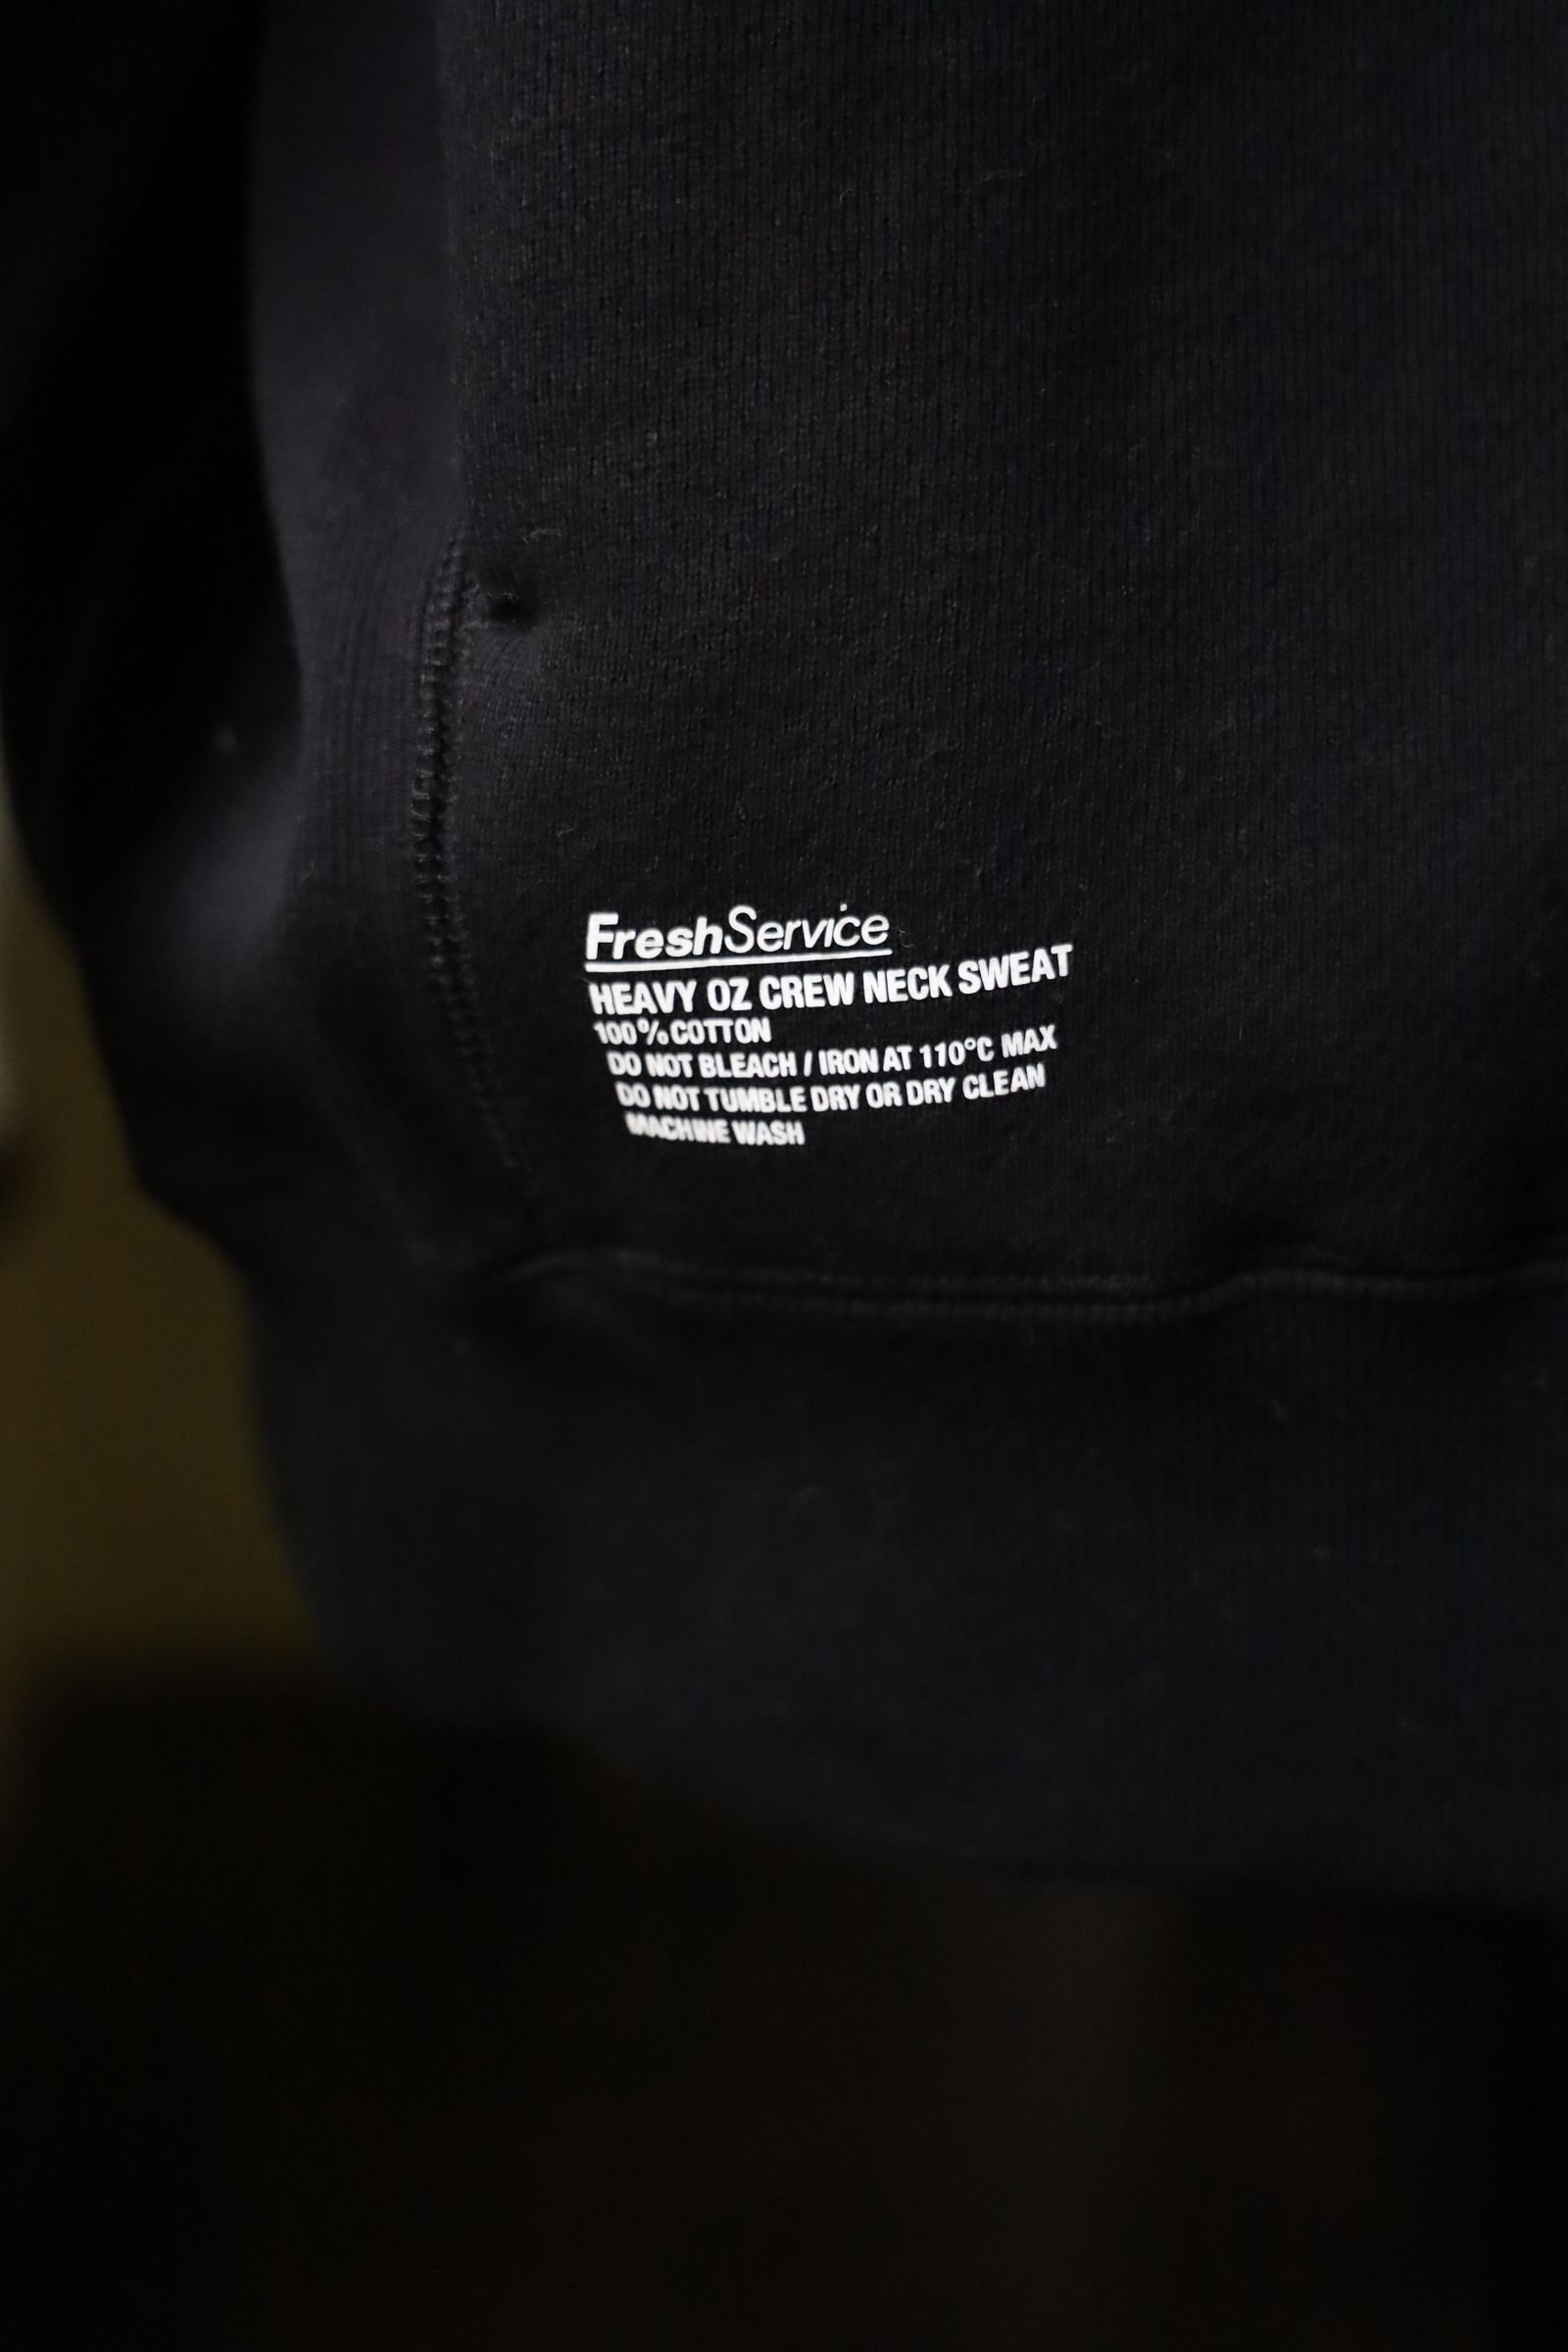 FreshService
HEAVY OZ CREW NECK SWEAT
100% COTTON
DO NOT BLEACH / IRON AT 110°C MAX
DO NOT TUMBLE DRY OR DRY CLEAN
MACHINE WASH